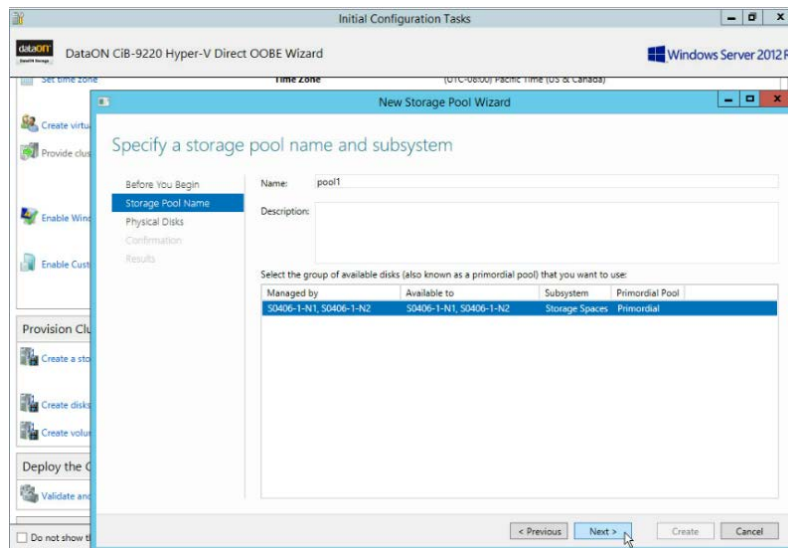 Initial Configuration Tasks
dataON
DataON Storage
DataON CiB-9220 Hyper-V Direct OOBE Wizard
Windows Server 2012 R
Set time zone
Time Zone
(UTC-08:00) Pacific Time (US & Canada)
New Storage Pool Wizard
Create virtu
Provide clus
Enable Wind
Enable Cust
Provision Clu
Create a sto
Create disks
Create volu
Deploy the C
Validate and
Do not show t
Specify a storage pool name and subsystem
Before You Begin
Storage Pool Name
Physical Disks
Confirmation
Results
Name: pool1
Description:
Select the group of available disks (also known as a primordial pool) that you want to use:
Managed by Available to Subsystem Primordial Pool
S0406-1-N1, S0406-1-N2 S0406-1-N1, S0406-1-N2 Storage Spaces Primordial
< Previous Next > Create Cancel